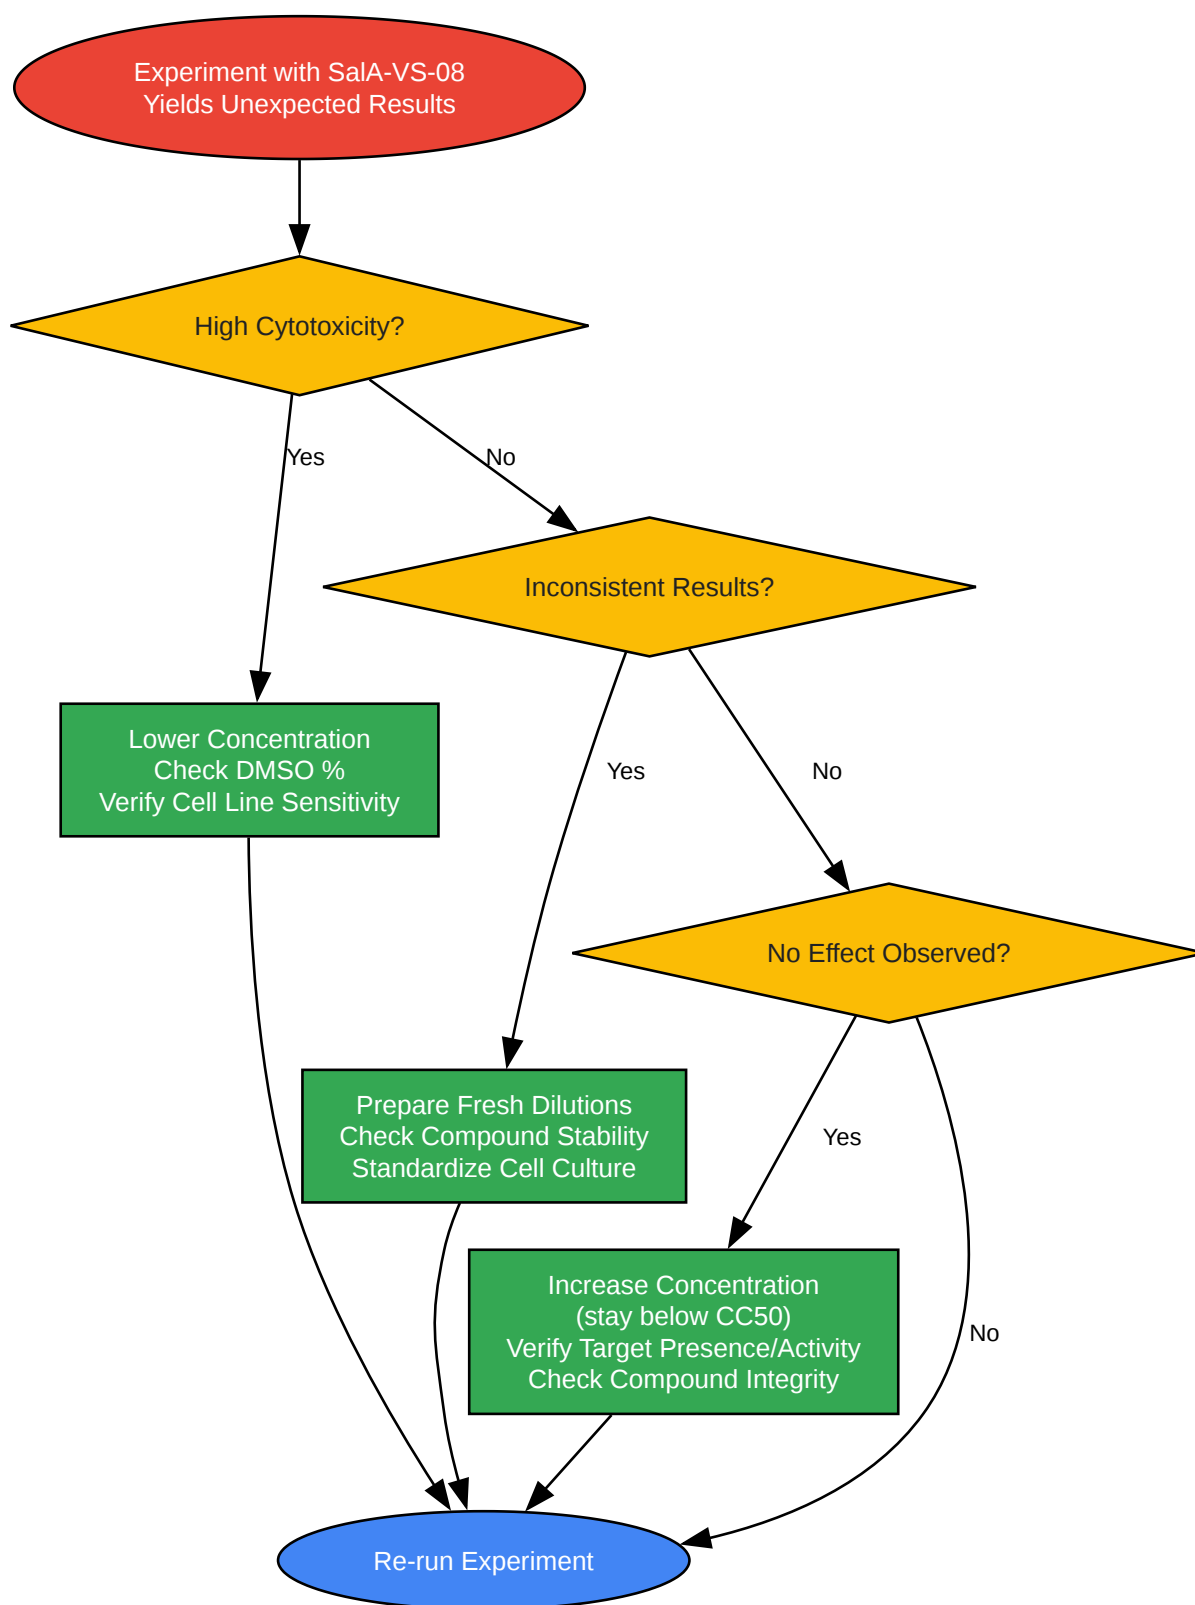 Experiment with SalA-VS-08
Yields Unexpected Results
High Cytotoxicity?
Yes
No
Inconsistent Results?
Lower Concentration
Check DMSO %
Verify Cell Line Sensitivity
Yes
No
No Effect Observed?
Prepare Fresh Dilutions
Check Compound Stability
Standardize Cell Culture
Yes
Increase Concentration
(stay below CC50)
Verify Target Presence/Activity
Check Compound Integrity
No
Re-run Experiment